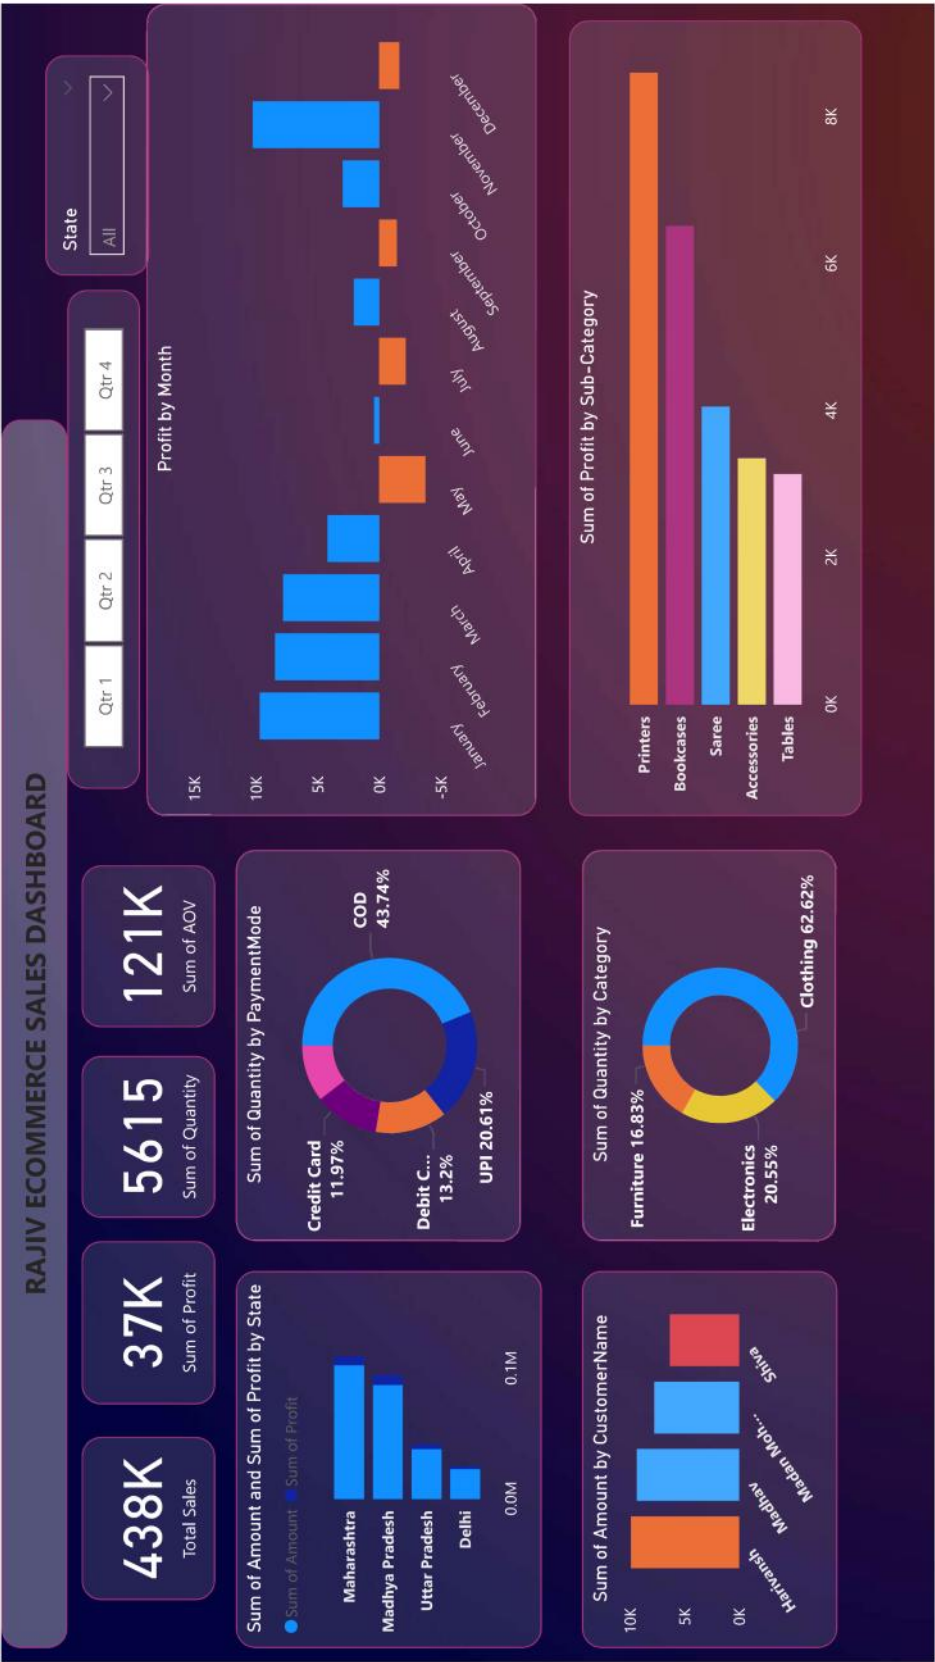 RAJIV ECOMMERCE SALES DASHBOARD
438K
Total Sales
37K
Sum of Profit
5615
Sum of Quantity
121K
Sum of AOV
Qtr 1
Qtr 2
Qtr 3
Qtr 4
State
All
Sum of Amount and Sum of Profit by State
Sum of Amount
Sum of Profit
Maharashtra
Madhya Pradesh
Uttar Pradesh
Delhi
0.0M
0.1M
Sum of Quantity by PaymentMode
Credit Card
11.97%
COD
43.74%
Debit C...
13.2%
UPI 20.61%
Profit by Month
15K
10K
5K
0K
-5K
January
February
March
April
May
June
July
August
September
October
November
December
Sum of Amount by CustomerName
10K
5K
0K
Harivansh
Madhav
Madan Moh...
Shiva
Sum of Quantity by Category
Furniture 16.83%
Electronics
20.55%
Clothing 62.62%
Sum of Profit by Sub-Category
Printers
Bookcases
Saree
Accessories
Tables
0K
2K
4K
6K
8K